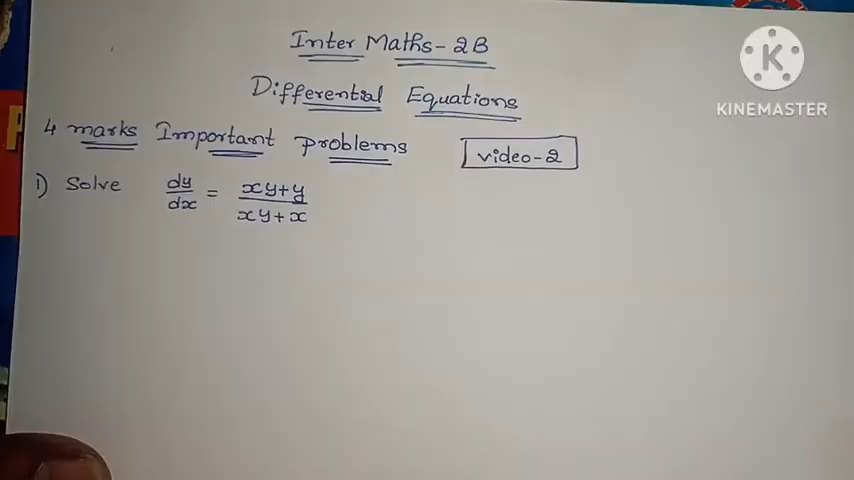 Inter Maths-2B
Differential Equations
4 marks Important Problems video-2
1) Solve dy/dx = xy+y/xy+x
KINEMASTER